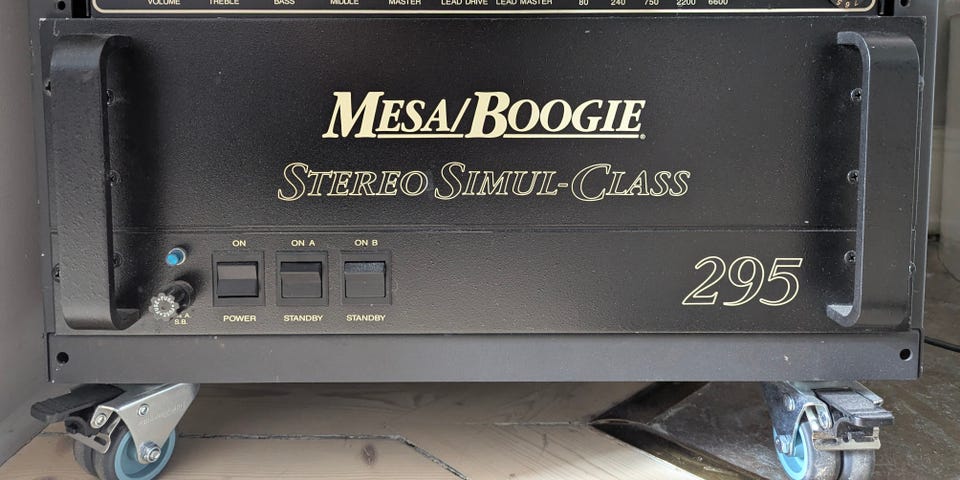 VOLUME TREBLE BASS MIDDLE MASTER LEAD DRIVE LEAD MASTER 80 240 750 2200 6600
MESA/BOOGIE
STEREO SIMUL-CLASS
ON ON A ON B
295
POWER STANDBY STANDBY
S.B.